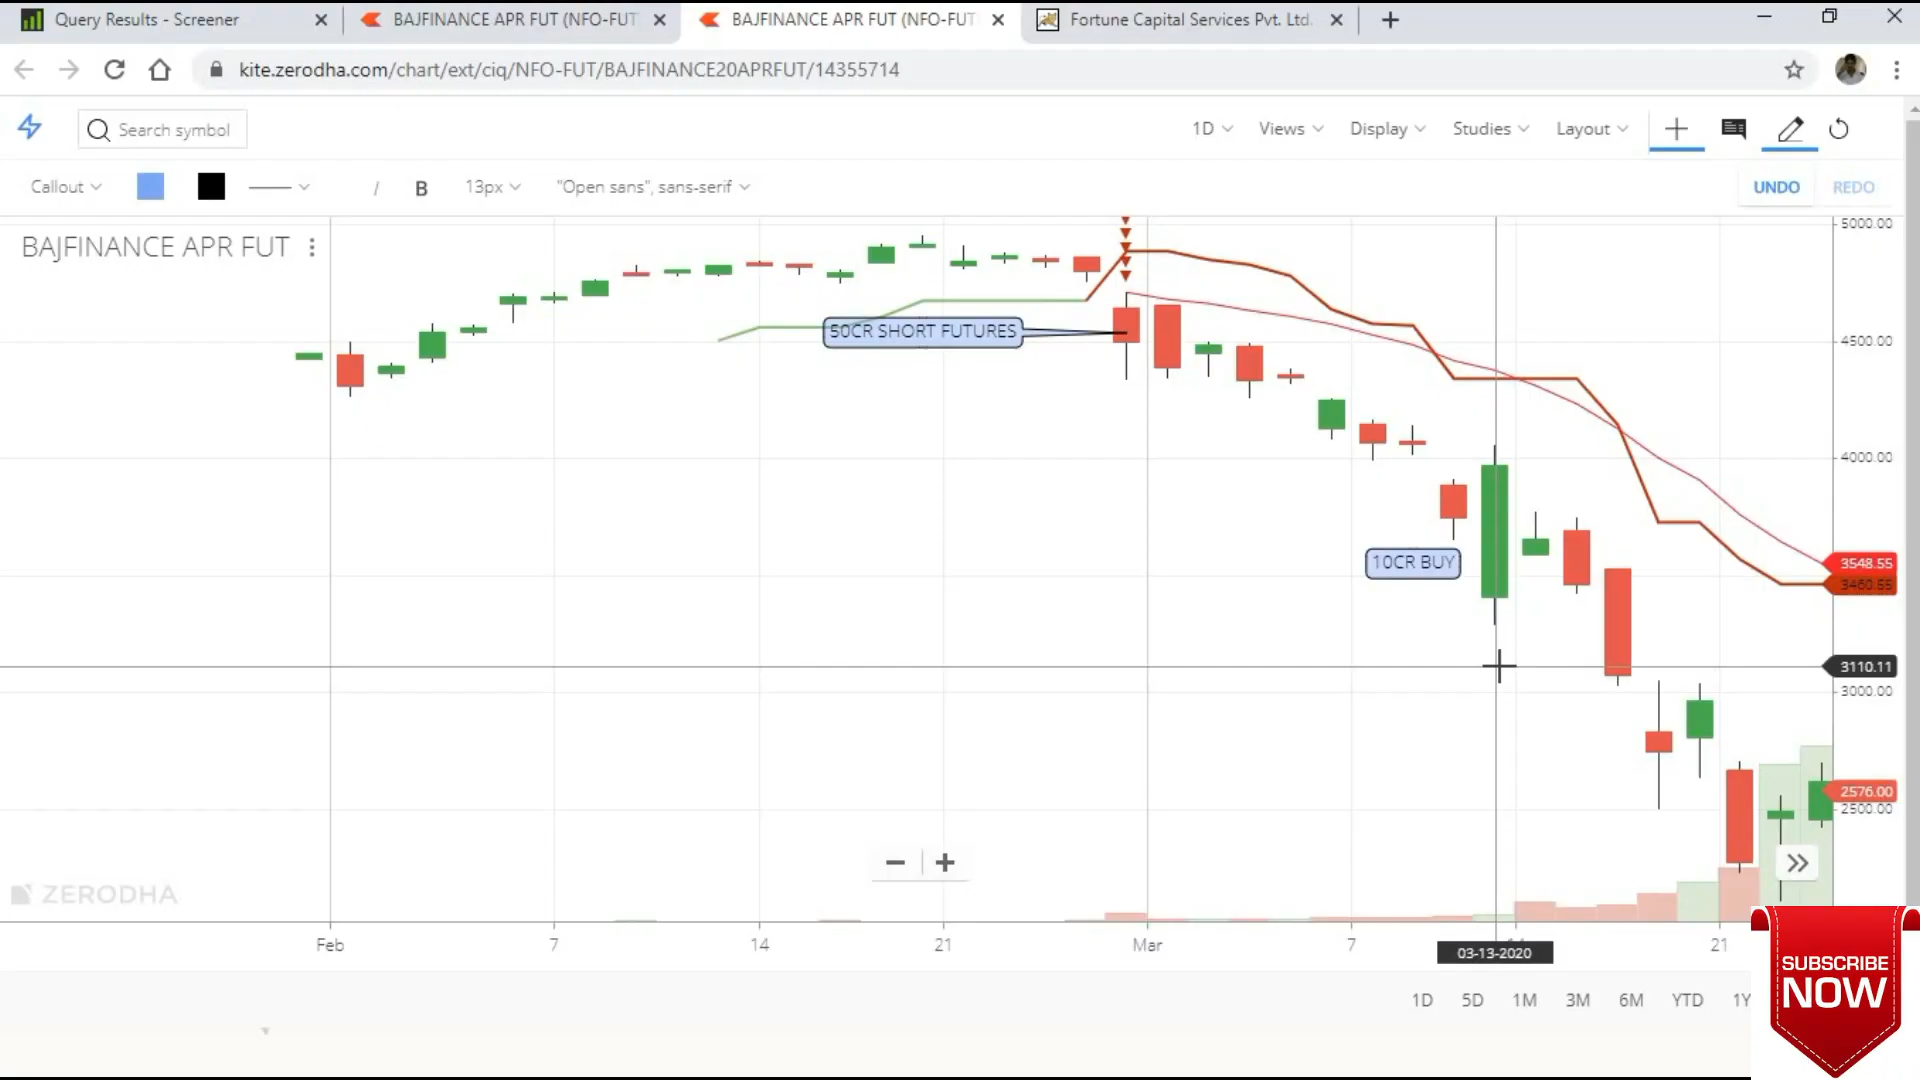 Query Results - Screener
BAJFINANCE APR FUT (NFO-FUT
BAJFINANCE APR FUT (NFO-FUT
Fortune Capital Services Pvt. Ltd.
kite.zerodha.com/chart/ext/ciq/NFO-FUT/BAJFINANCE20APRFUT/14355714
Search symbol
1D
Views
Display
Studies
Layout
Callout
I
B
13px
"Open sans", sans-serif
UNDO
REDO
BAJFINANCE APR FUT
5000.00
50CR SHORT FUTURES
4500.00
4000.00
10CR BUY
3548.55
3460.55
3110.11
3000.00
2576.00
2500.00
ZERODHA
Feb
7
14
21
Mar
7
21
03-13-2020
1D
5D
1M
3M
6M
YTD
1Y
SUBSCRIBE
NOW